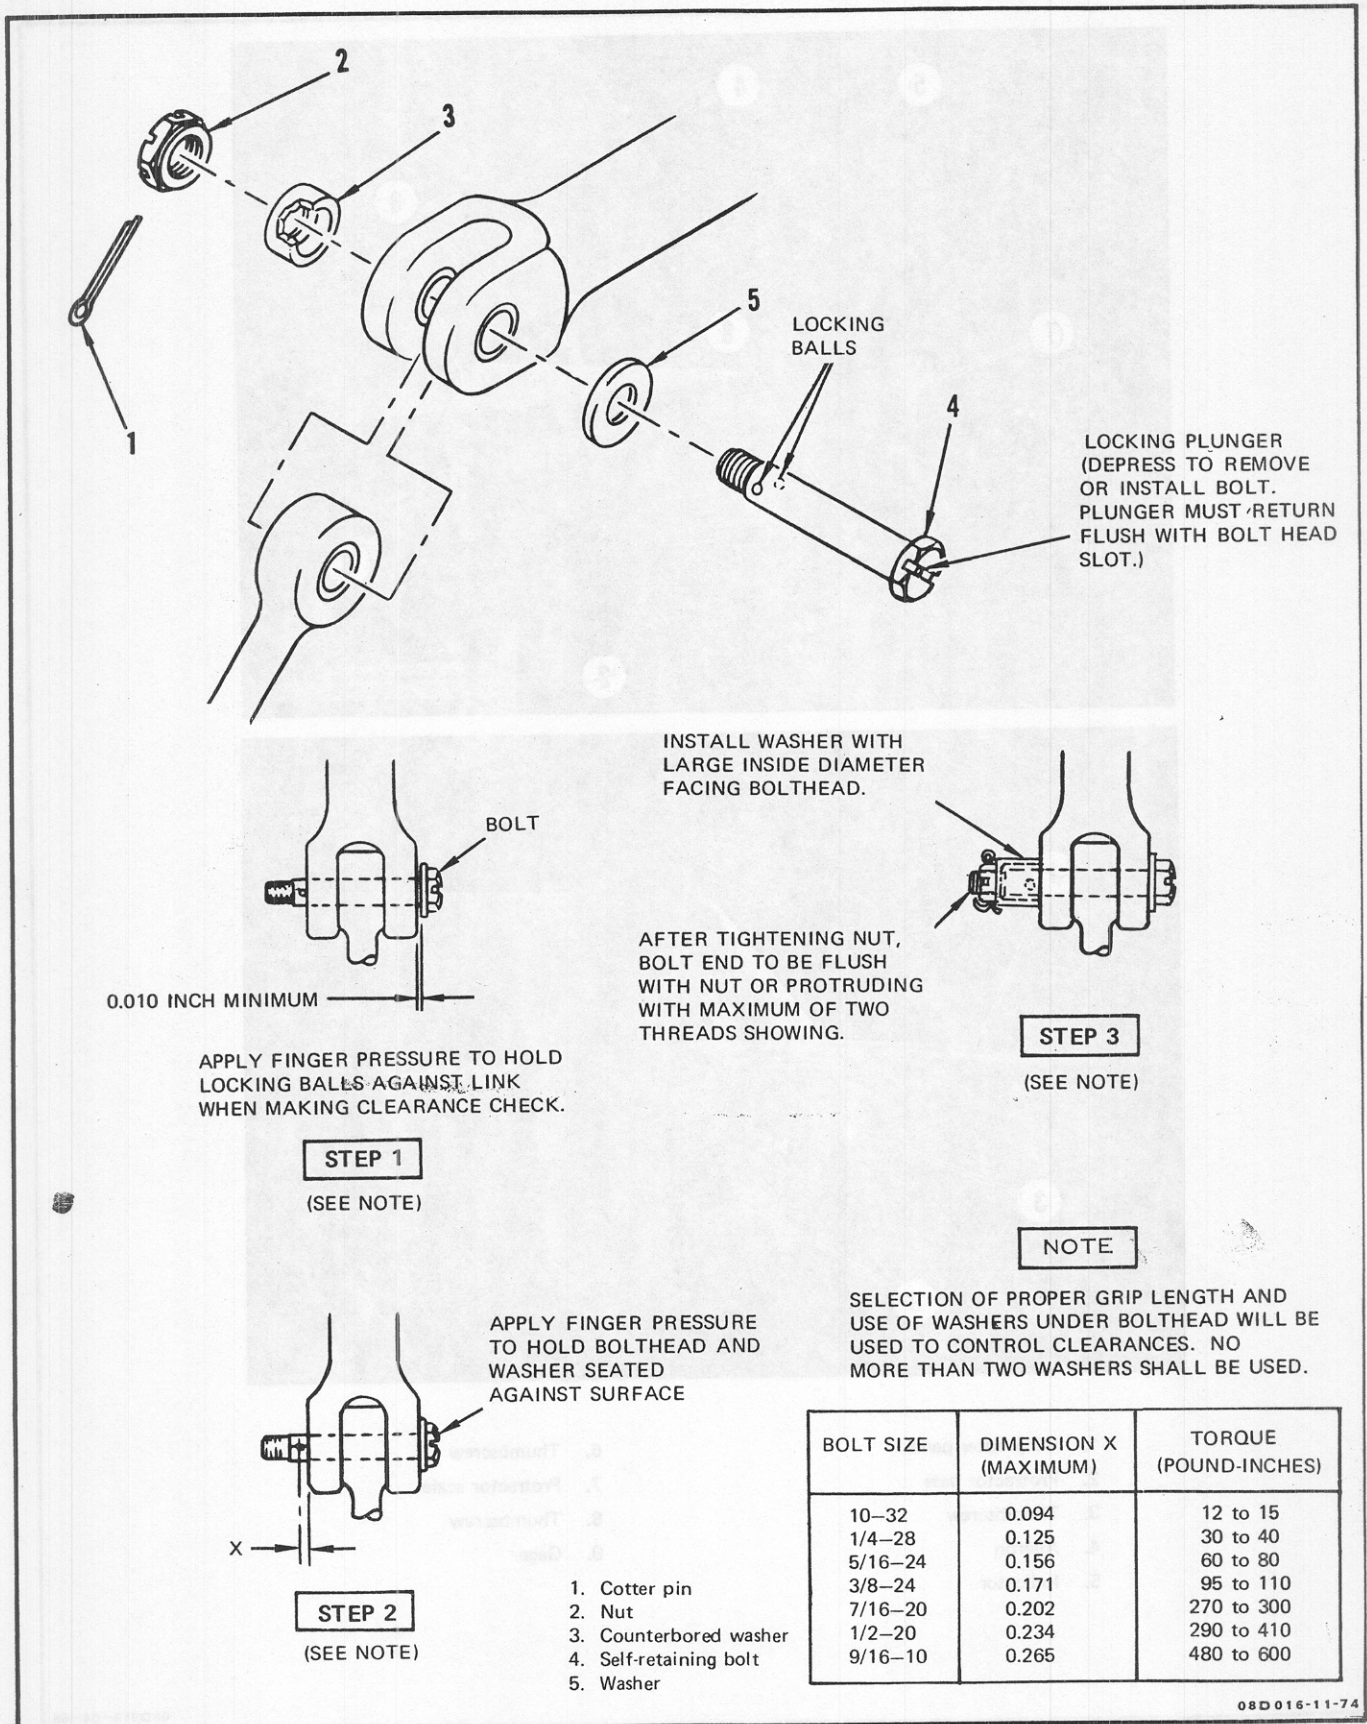 2
3
5
LOCKING
BALLS
4
1
LOCKING PLUNGER
(DEPRESS TO REMOVE
OR INSTALL BOLT.
PLUNGER MUST RETURN
FLUSH WITH BOLT HEAD
SLOT.)
BOLT
0.010 INCH MINIMUM
APPLY FINGER PRESSURE TO HOLD
LOCKING BALLS AGAINST LINK
WHEN MAKING CLEARANCE CHECK.
STEP 1
(SEE NOTE)
INSTALL WASHER WITH
LARGE INSIDE DIAMETER
FACING BOLTHEAD.
AFTER TIGHTENING NUT,
BOLT END TO BE FLUSH
WITH NUT OR PROTRUDING
WITH MAXIMUM OF TWO
THREADS SHOWING.
STEP 3
(SEE NOTE)
APPLY FINGER PRESSURE
TO HOLD BOLTHEAD AND
WASHER SEATED
AGAINST SURFACE
X
STEP 2
(SEE NOTE)
NOTE
SELECTION OF PROPER GRIP LENGTH AND
USE OF WASHERS UNDER BOLTHEAD WILL BE
USED TO CONTROL CLEARANCES. NO
MORE THAN TWO WASHERS SHALL BE USED.
1. Cotter pin
2. Nut
3. Counterbored washer
4. Self-retaining bolt
5. Washer
BOLT SIZE DIMENSION X (MAXIMUM) TORQUE (POUND-INCHES)
10–32 0.094 12 to 15
1/4–28 0.125 30 to 40
5/16–24 0.156 60 to 80
3/8–24 0.171 95 to 110
7/16–20 0.202 270 to 300
1/2–20 0.234 290 to 410
9/16–10 0.265 480 to 600
08D016-11-74